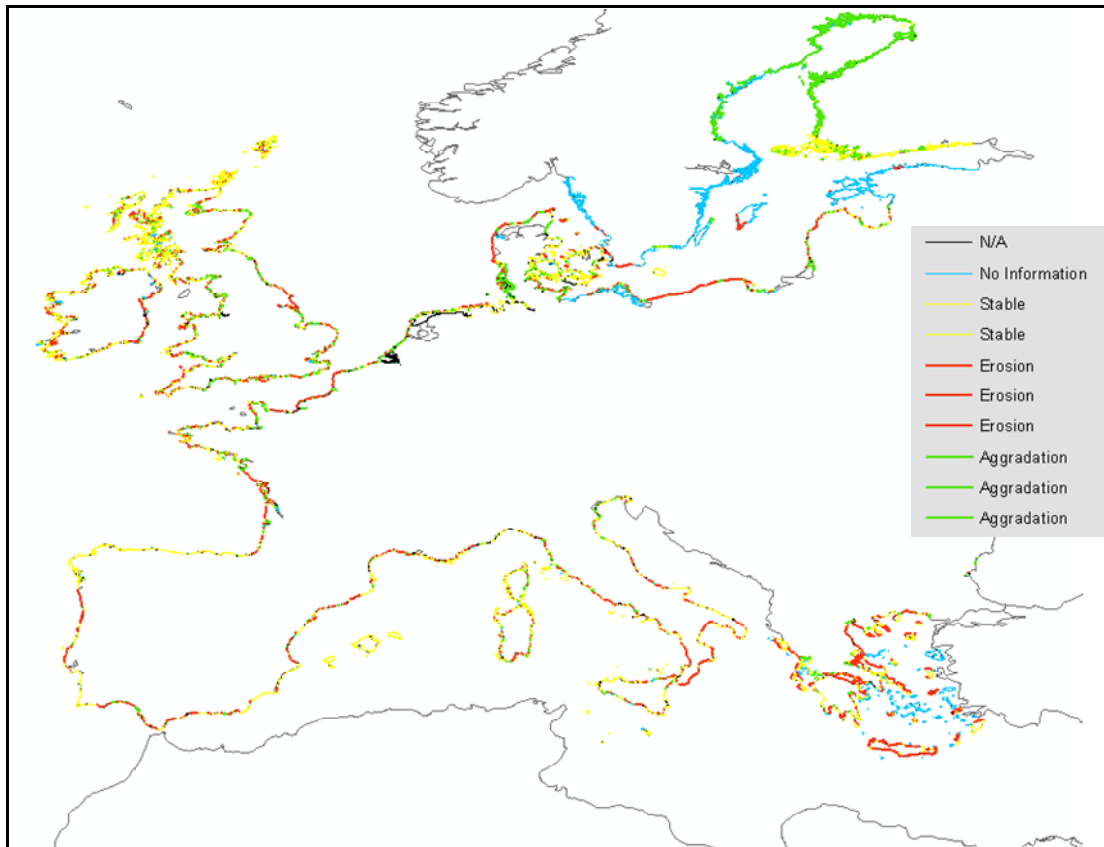 N/A
No Information
Stable
Stable
Erosion
Erosion
Erosion
Aggradation
Aggradation
Aggradation